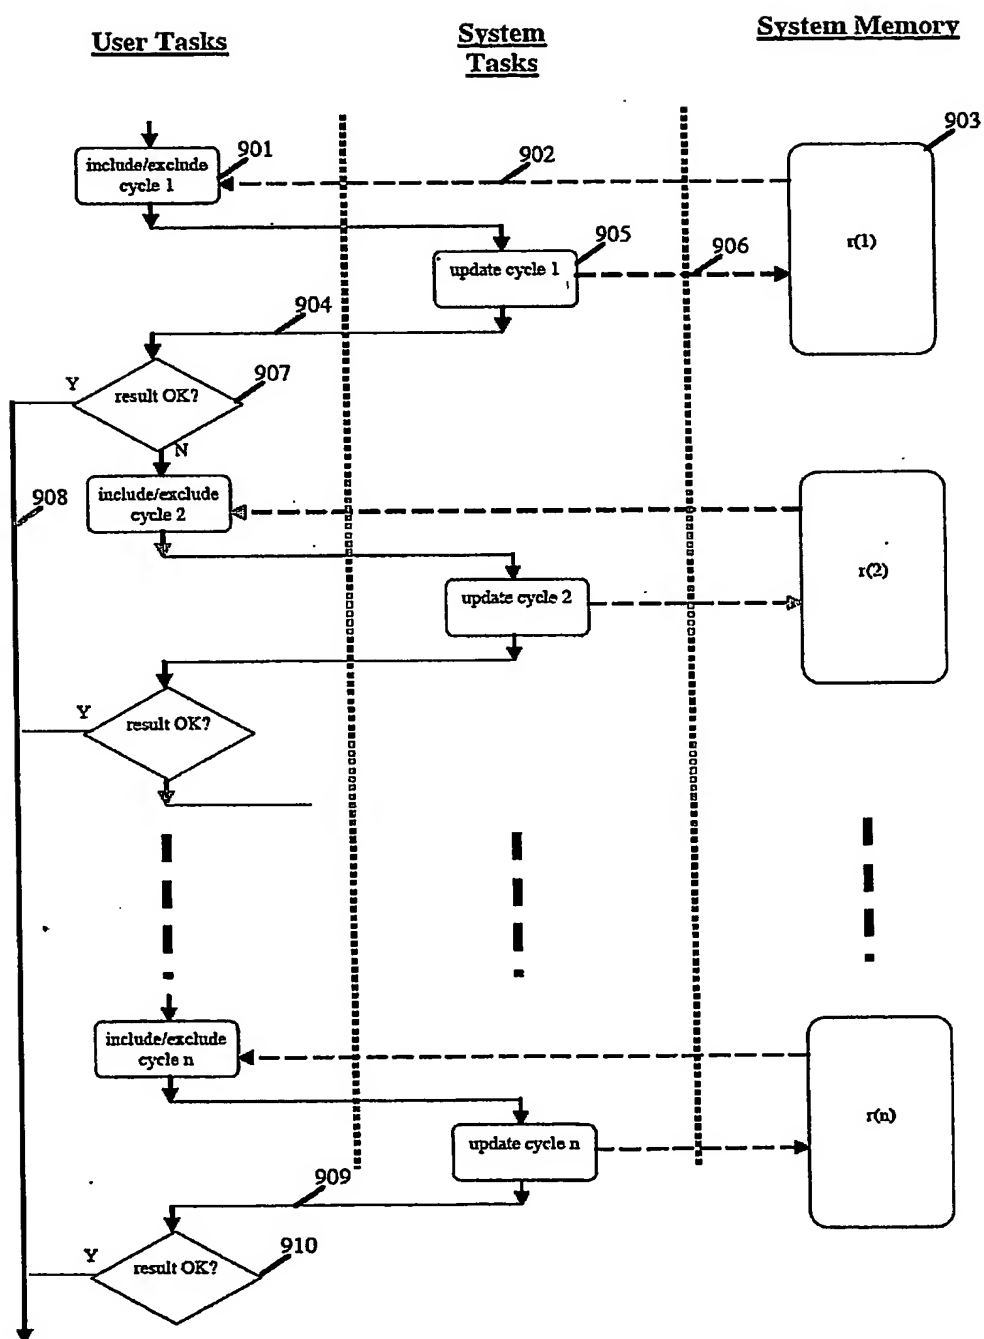 User Tasks
System
Tasks
System Memory
903
901
include/exclude
cycle 1
902
r(1)
905
906
update cycle 1
904
Y
result OK?
907
N
908
include/exclude
cycle 2
r(2)
update cycle 2
Y
result OK?
include/exclude
cycle n
r(n)
update cycle n
909
Y
result OK?
910